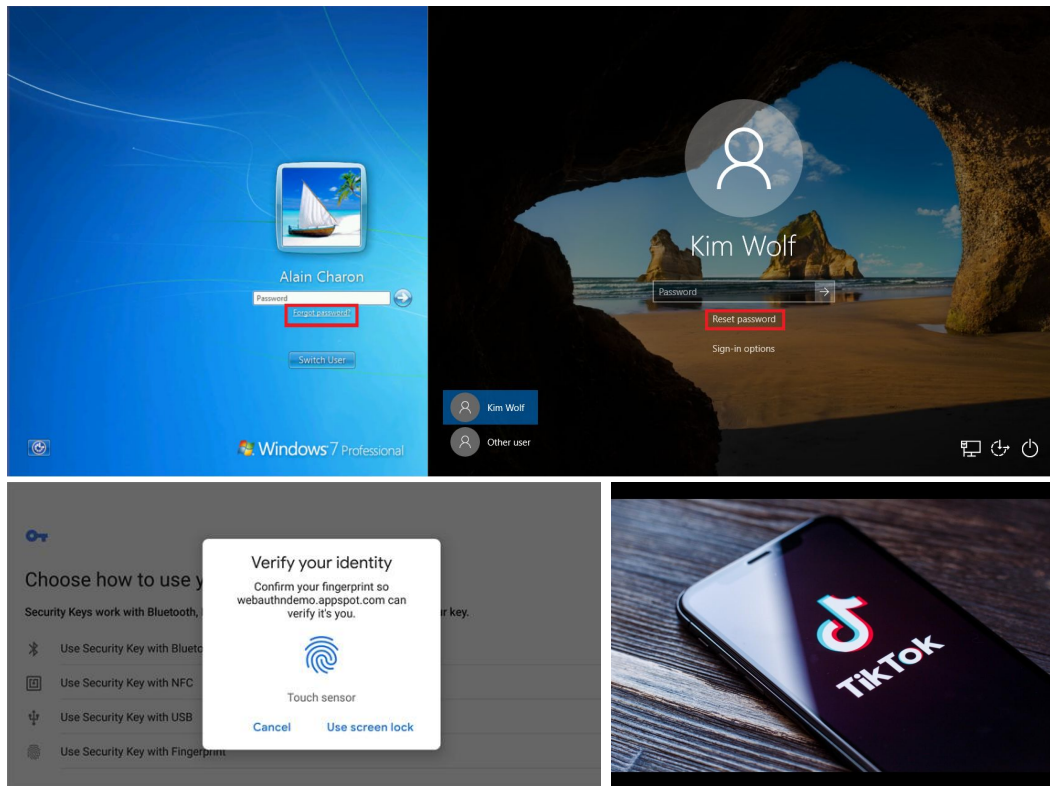 Alain Charon
Password
Forgot password?
Switch User
Windows 7 Professional
Kim Wolf
Password
Reset password
Sign-in options
Kim Wolf
Other user
Choose how to use y
Security Keys work with Bluetooth,
ur key.
Use Security Key with Blueto
Use Security Key with NFC
Use Security Key with USB
Use Security Key with Fingerprint
Verify your identity
Confirm your fingerprint so
webauthndemo.appspot.com can
verify it's you.
Touch sensor
Cancel
Use screen lock
TikTok